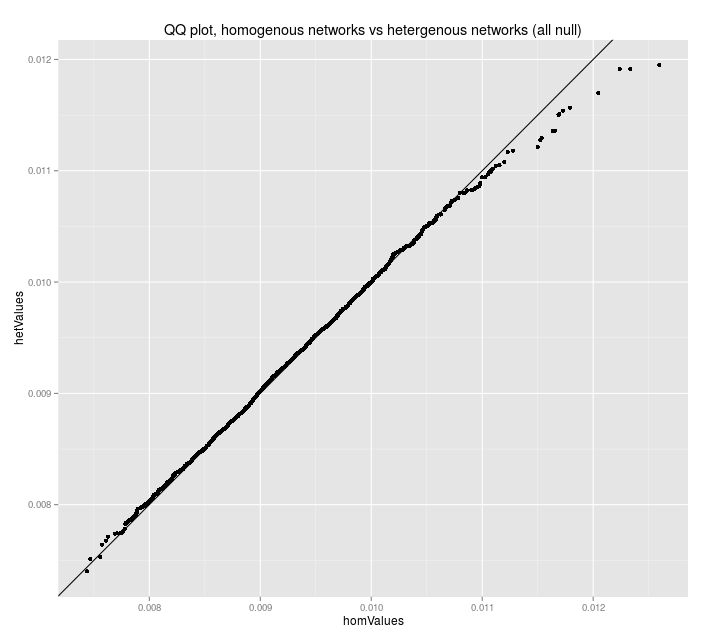 QQ plot, homogenous networks vs hetergenous networks (all null)
0.012
0.011
0.010
0.009
0.008
hetValues
0.008 0.009 0.010 0.011 0.012
homValues